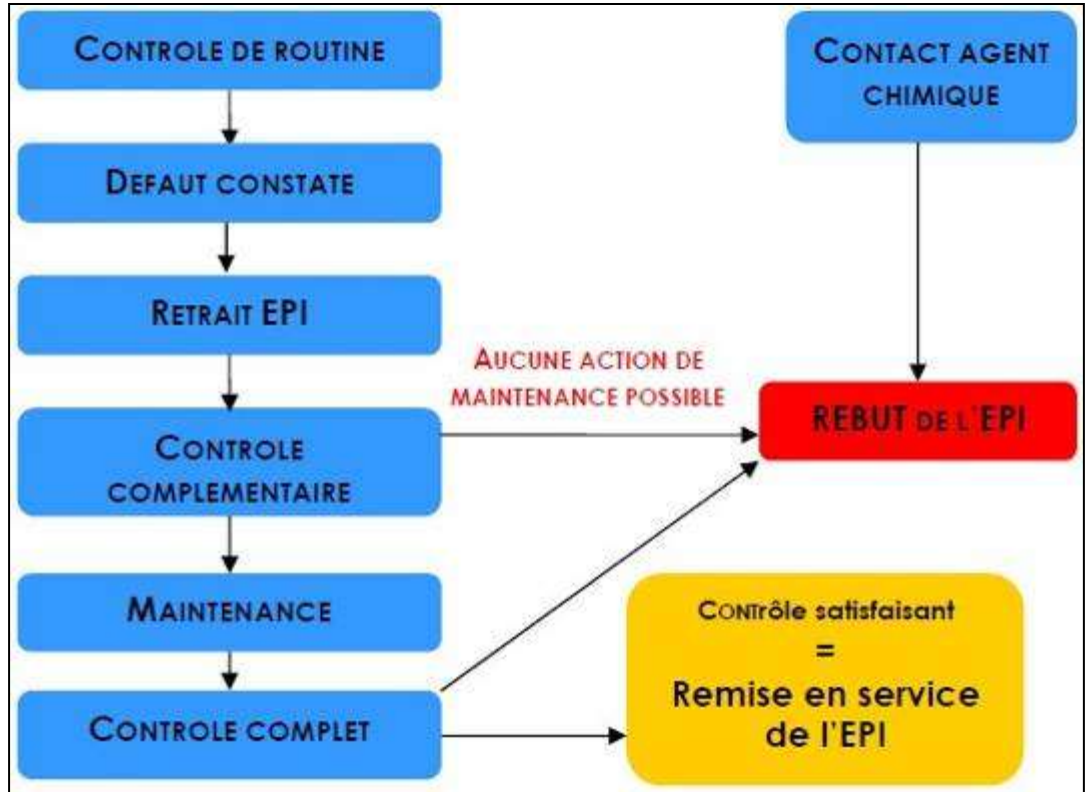 CONTROLE DE ROUTINE
DEFAUT CONSTATE
RETRAIT EPI
CONTROLE
COMPLEMENTAIRE
MAINTENANCE
CONTROLE COMPLET
AUCUNE ACTION DE
MAINTENANCE POSSIBLE
CONTACT AGENT
CHIMIQUE
REBUT DE L'EPI
CONTrôle satisfaisant
=
Remise en service
de l'EPI